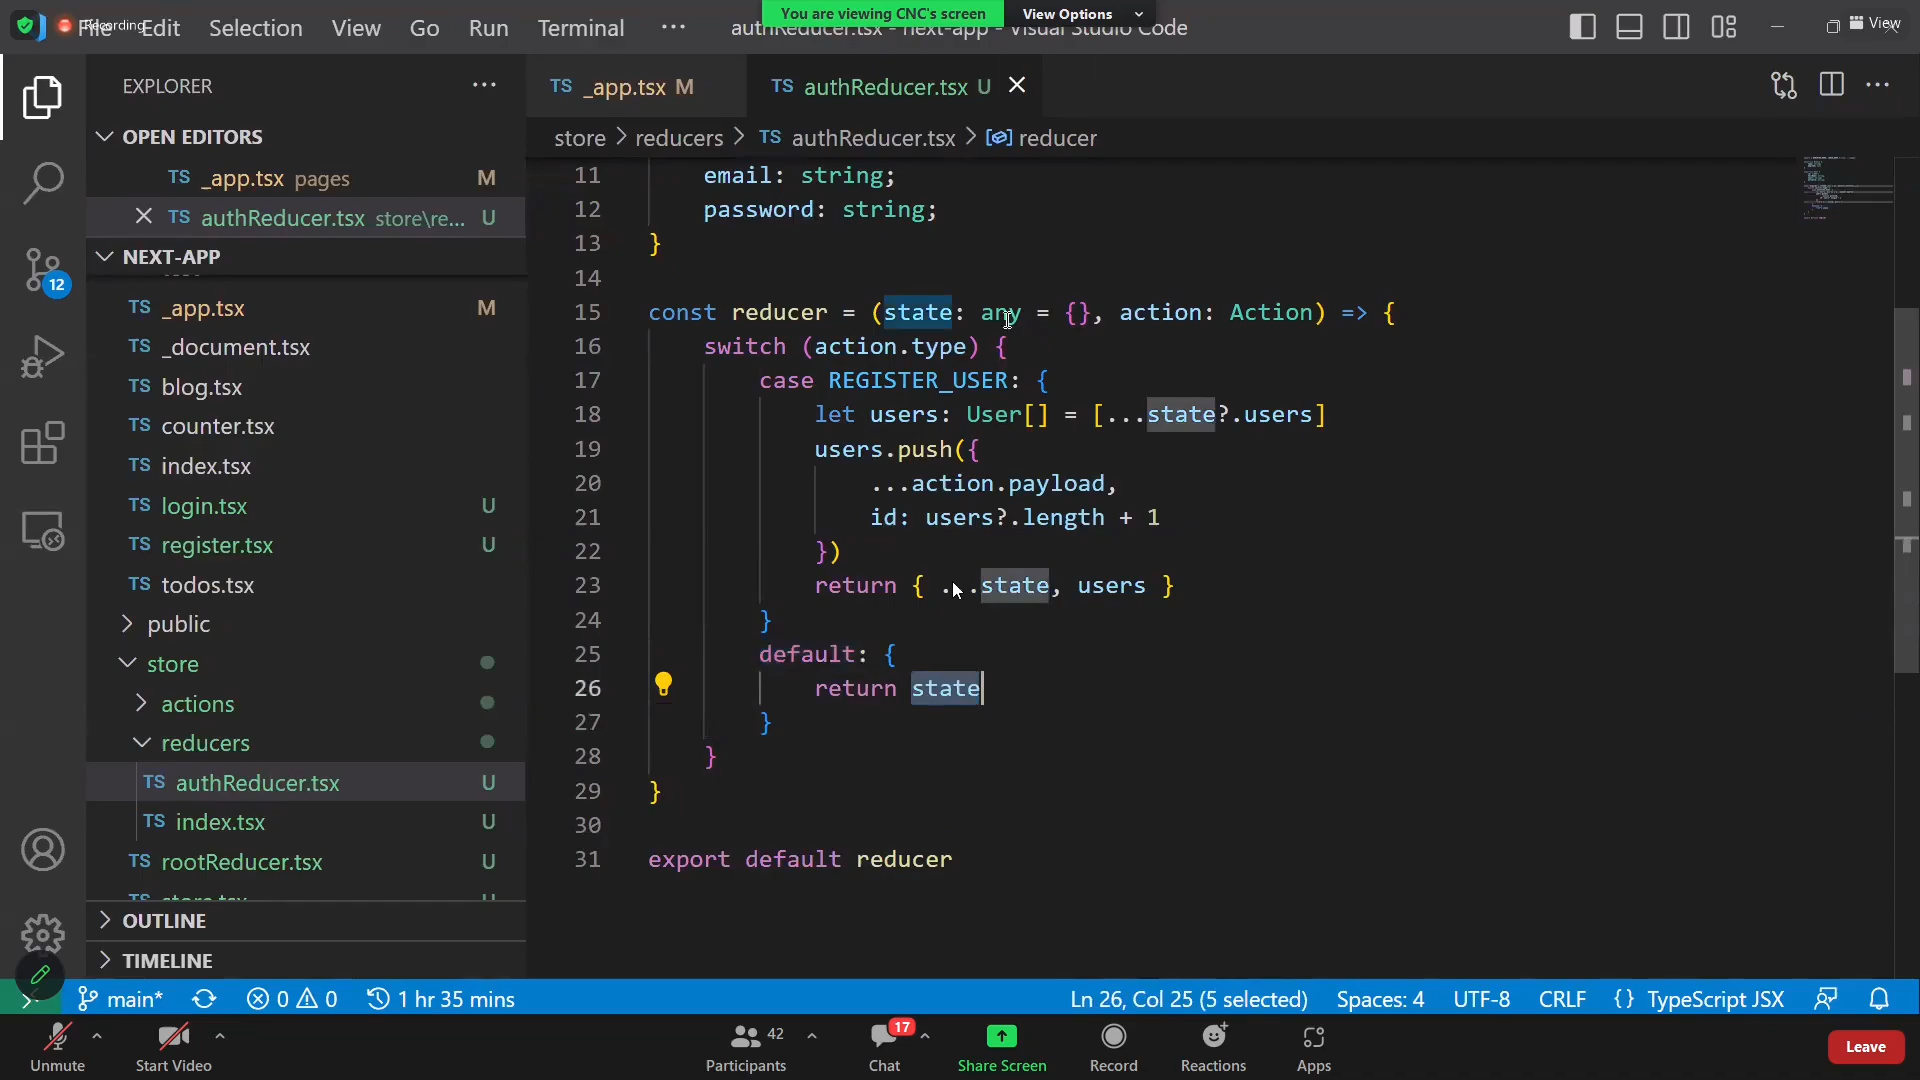 You are viewing CNC's screen View Options
Recording
File Edit Selection View Go Run Terminal ··· authReducer.tsx - next-app - Visual Studio Code View
EXPLORER ···
TS _app.tsx M TS authReducer.tsx U ···
OPEN EDITORS
store > reducers > TS authReducer.tsx > reducer
TS _app.tsx pages M
TS authReducer.tsx store\re... U
NEXT-APP
TS _app.tsx M
TS _document.tsx
TS blog.tsx
TS counter.tsx
TS index.tsx
TS login.tsx U
TS register.tsx U
TS todos.tsx
public
store
actions
reducers
TS authReducer.tsx U
TS index.tsx U
TS rootReducer.tsx U
TS store.tsx U
OUTLINE
TIMELINE
11 email: string;
12 password: string;
13 }
14
15 const reducer = (state: any = {}, action: Action) => {
16 switch (action.type) {
17 case REGISTER_USER: {
18 let users: User[] = [...state?.users]
19 users.push({
20 ...action.payload,
21 id: users?.length + 1
22 })
23 return { ...state, users }
24 }
25 default: {
26 return state
27 }
28 }
29 }
30
31 export default reducer
main* 0 0 1 hr 35 mins Ln 26, Col 25 (5 selected) Spaces: 4 UTF-8 CRLF {} TypeScript JSX
12
Unmute Start Video Participants 42 Chat 17 Share Screen Record Reactions Apps Leave